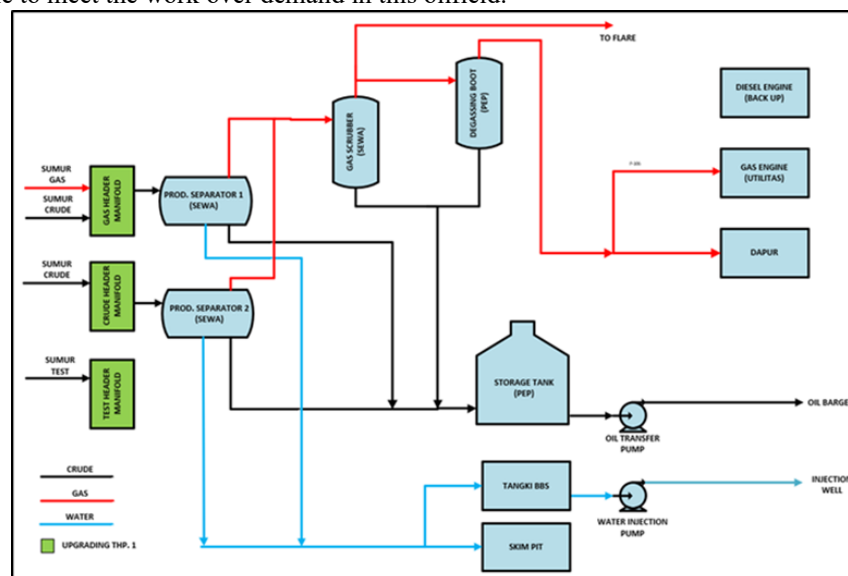 to meet the work over demand in this oilfield.
TO FLARE
DIESEL ENGINE
(BACK UP)
DEGASSING BOOT
(PEP)
GAS SCRUBBER
(SEWA)
GAS ENGINE
(UTILITAS)
SUMUR
GAS
SUMUR
CRUDE
GAS HEADER
MANIFOLD
PROD. SEPARATOR 1
(SEWA)
DAPUR
SUMUR
CRUDE
CRUDE HEADER
MANIFOLD
PROD. SEPARATOR 2
(SEWA)
SUMUR
TEST
TEST HEADER
MANIFOLD
STORAGE TANK
(PEP)
OIL BARGE
OIL TRANSFER
PUMP
CRUDE
GAS
WATER
UPGRADING THP. 1
TANGKI BBS
INJECTION
WELL
WATER INJECTION
PUMP
SKIM PIT